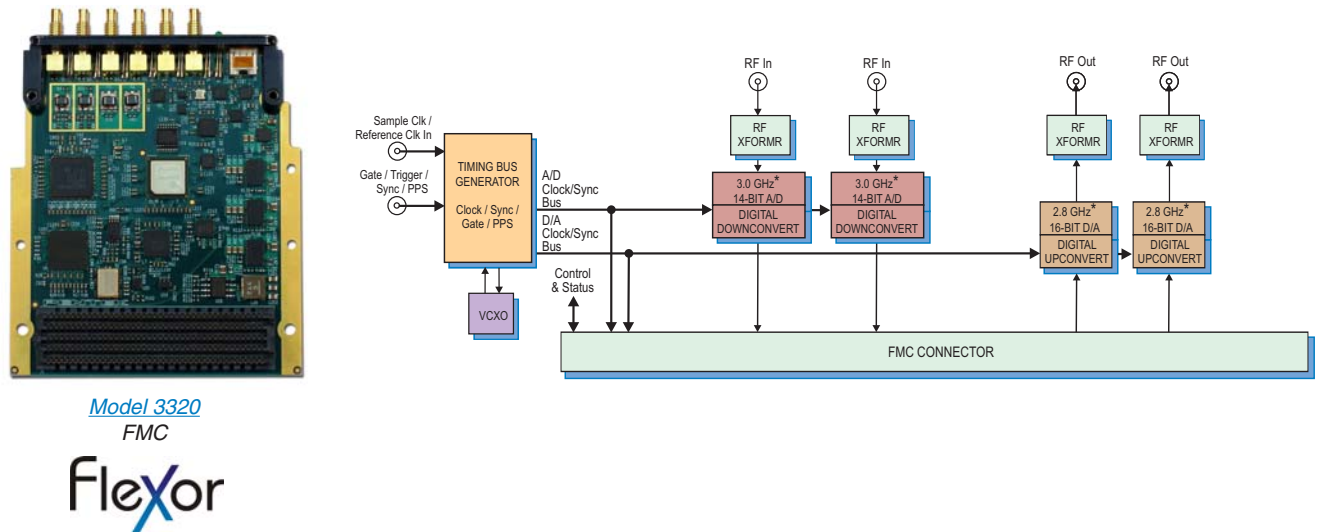 Model 3320
FMC
Flexor
Sample Clk /
Reference Clk In
Gate / Trigger /
Sync / PPS
TIMING BUS
GENERATOR
Clock / Sync /
Gate / PPS
VCXO
A/D
Clock/Sync
Bus
D/A
Clock/Sync
Bus
Control
& Status
RF In
RF
XFORMR
3.0 GHz*
14-BIT A/D
DIGITAL
DOWNCONVERT
RF In
RF
XFORMR
3.0 GHz*
14-BIT A/D
DIGITAL
DOWNCONVERT
RF Out
RF
XFORMR
2.8 GHz*
16-BIT D/A
DIGITAL
UPCONVERT
RF Out
RF
XFORMR
2.8 GHz*
16-BIT D/A
DIGITAL
UPCONVERT
FMC CONNECTOR